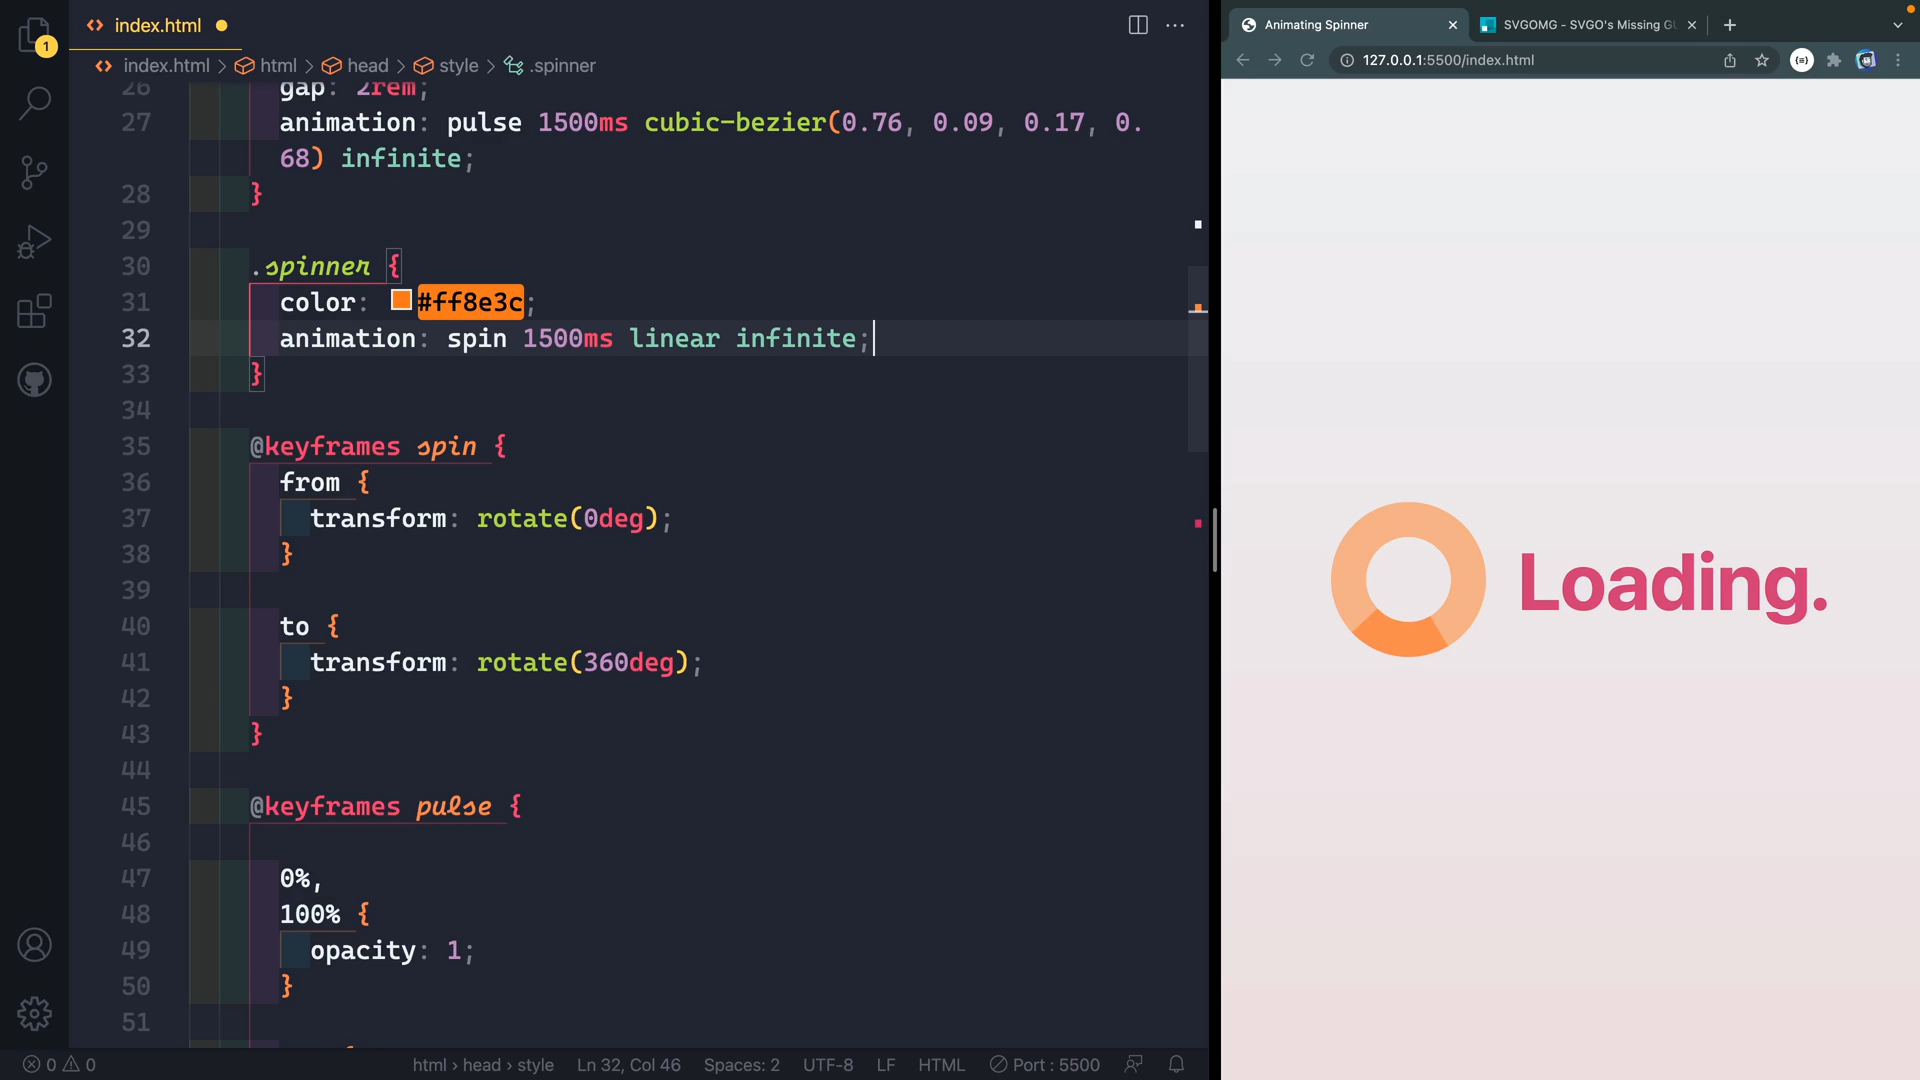 1
index.html
index.html > html > head > style > .spinner
26 gap: 2rem;
27 animation: pulse 1500ms cubic-bezier(0.76, 0.09, 0.17, 0.
68) infinite;
28 }
29
30 .spinner {
31 color: #ff8e3c;
32 animation: spin 1500ms linear infinite;
33 }
34
35 @keyframes spin {
36 from {
37 transform: rotate(0deg);
38 }
39
40 to {
41 transform: rotate(360deg);
42 }
43 }
44
45 @keyframes pulse {
46
47 0%,
48 100% {
49 opacity: 1;
50 }
51
0 0
html › head › style
Ln 32, Col 46
Spaces: 2
UTF-8
LF
HTML
Port : 5500
Animating Spinner
SVGOMG - SVGO's Missing GU
127.0.0.1:5500/index.html
Loading.